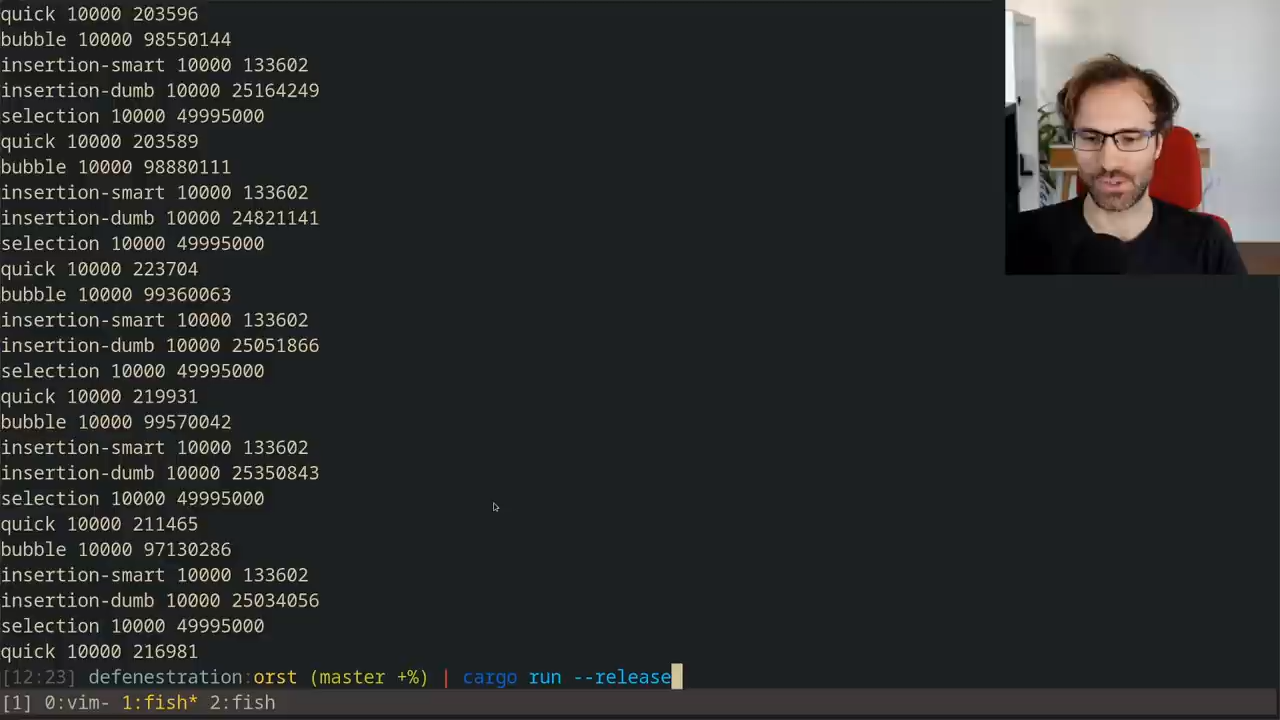 quick 10000 203596
bubble 10000 98550144
insertion-smart 10000 133602
insertion-dumb 10000 25164249
selection 10000 49995000
quick 10000 203589
bubble 10000 98880111
insertion-smart 10000 133602
insertion-dumb 10000 24821141
selection 10000 49995000
quick 10000 223704
bubble 10000 99360063
insertion-smart 10000 133602
insertion-dumb 10000 25051866
selection 10000 49995000
quick 10000 219931
bubble 10000 99570042
insertion-smart 10000 133602
insertion-dumb 10000 25350843
selection 10000 49995000
quick 10000 211465
bubble 10000 97130286
insertion-smart 10000 133602
insertion-dumb 10000 25034056
selection 10000 49995000
quick 10000 216981
[12:23] defenestration:orst (master +%) | cargo run --release
[1] 0:vim- 1:fish* 2:fish